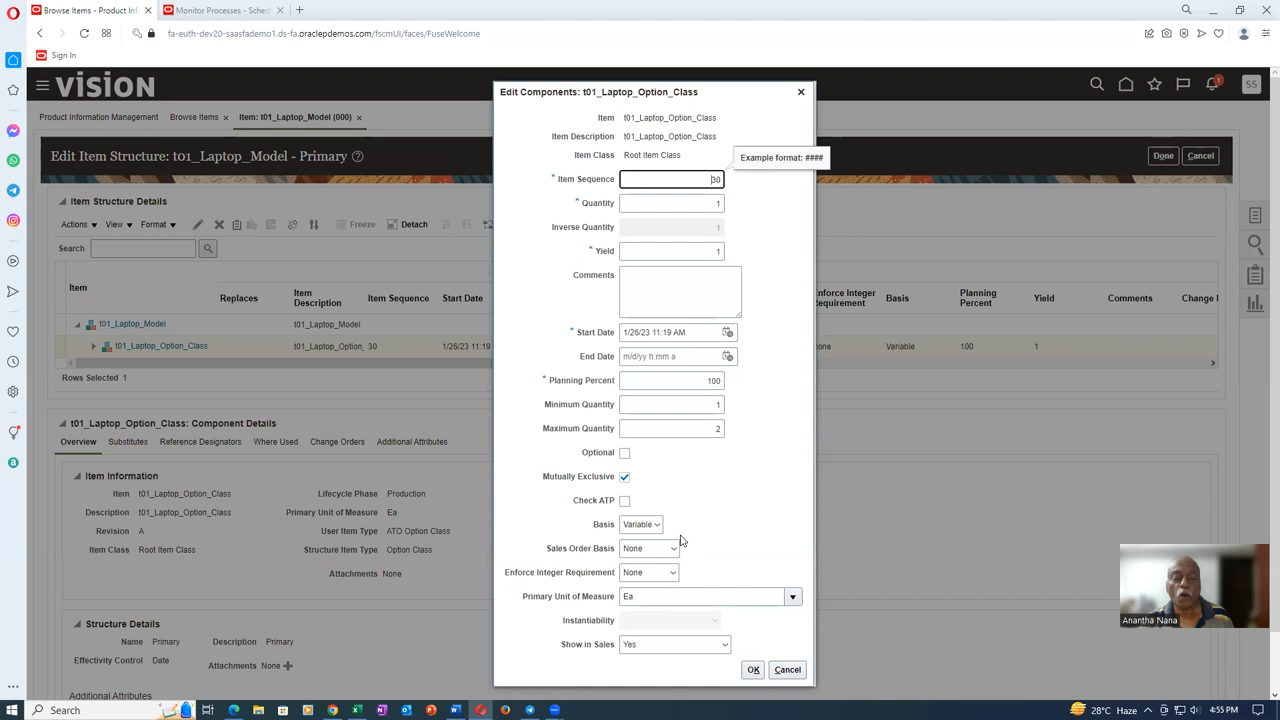 Browse Items - Product Inf
Monitor Processes - Sched
fa-euth-dev20-saasfademo1.ds-fa.oraclepdemos.com/fscmUI/faces/FuseWelcome
Sign In
VISION
1
SS
Product Information Management
Browse Items
Item: t01_Laptop_Model (000)
Edit Item Structure: t01_Laptop_Model - Primary
Done
Cancel
Item Structure Details
Actions
View
Format
Freeze
Detach
Search
Item
Replaces
Item Description
Item Sequence
Start Date
Enforce Integer Requirement
Basis
Planning Percent
Yield
Comments
Change
t01_Laptop_Model
t01_Laptop_Model
t01_Laptop_Option_Class
t01_Laptop_Option_
30
1/26/23 11:19
None
Variable
100
1
Rows Selected 1
t01_Laptop_Option_Class: Component Details
Overview
Substitutes
Reference Designators
Where Used
Change Orders
Additional Attributes
Item Information
Item t01_Laptop_Option_Class
Description t01_Laptop_Option_Class
Revision A
Item Class Root Item Class
Lifecycle Phase Production
Primary Unit of Measure Ea
User Item Type ATO Option Class
Structure Item Type Option Class
Attachments None
Structure Details
Name Primary
Description Primary
Effectivity Control Date
Attachments None
Additional Attributes
Edit Components: t01_Laptop_Option_Class
Item t01_Laptop_Option_Class
Item Description t01_Laptop_Option_Class
Item Class Root Item Class
Example format: ####
* Item Sequence 30
* Quantity 1
Inverse Quantity 1
* Yield 1
Comments
* Start Date 1/26/23 11:19 AM
End Date m/d/yy h:mm a
* Planning Percent 100
Minimum Quantity 1
Maximum Quantity 2
Optional
Mutually Exclusive
Check ATP
Basis Variable
Sales Order Basis None
Enforce Integer Requirement None
Primary Unit of Measure Ea
Instantiability
Show in Sales Yes
OK
Cancel
Anantha Nana
Search
28°C Haze
4:55 PM